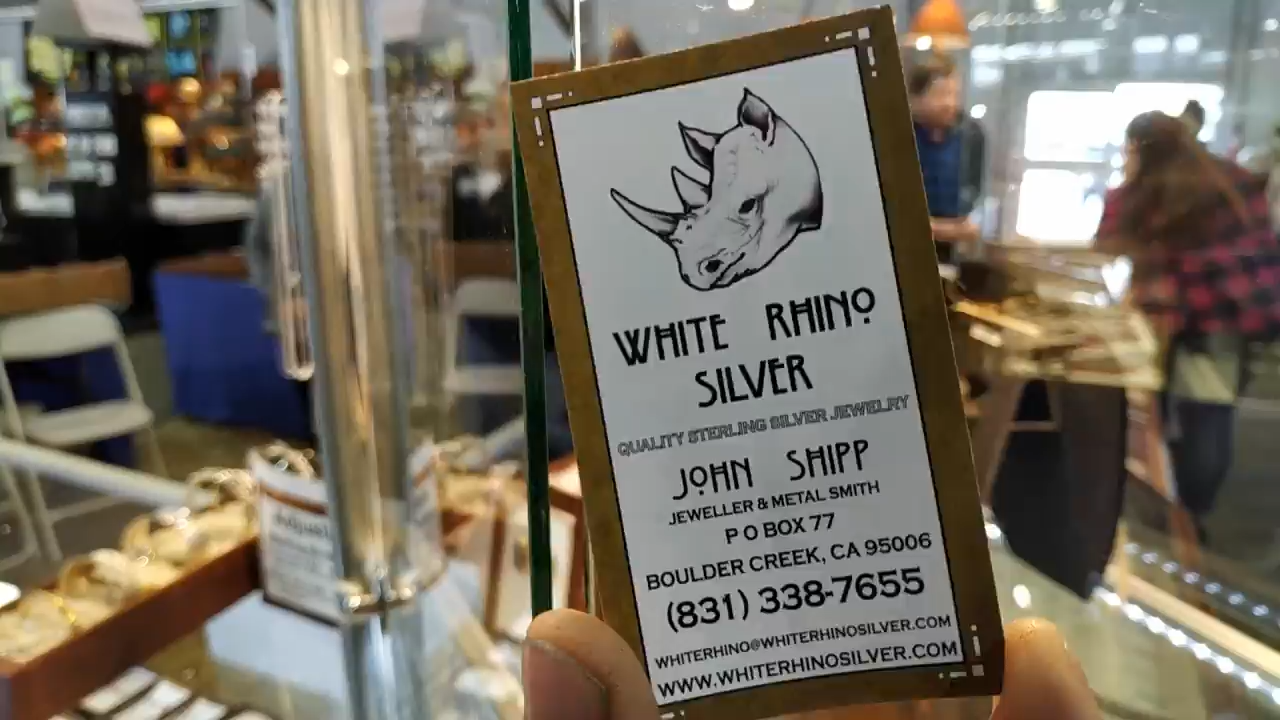 WHITE RHINO
SILVER
QUALITY STERLING SILVER JEWELRY
JOHN SHIPP
JEWELLER & METAL SMITH
P O BOX 77
BOULDER CREEK, CA 95006
(831) 338-7655
WHITERHINO@WHITERHINOSILVER.COM
WWW.WHITERHINOSILVER.COM